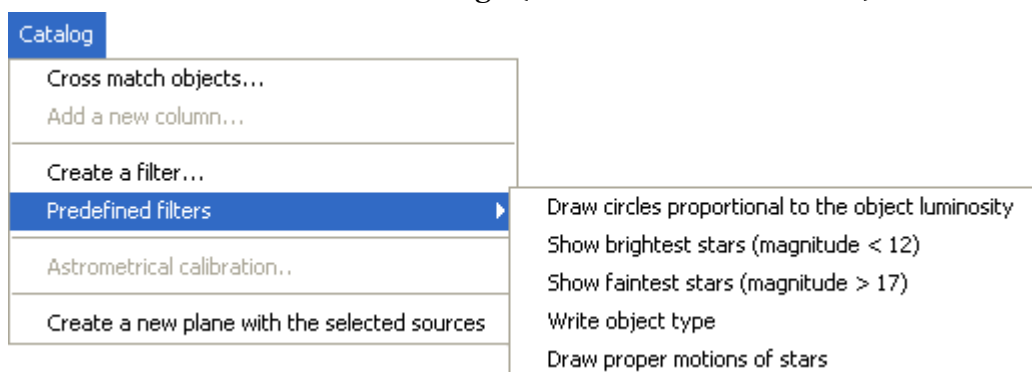 Catalog
Cross match objects...
Add a new column...
Create a filter...
Predefined filters
Astrometrical calibration..
Create a new plane with the selected sources
Draw circles proportional to the object luminosity
Show brightest stars (magnitude < 12)
Show faintest stars (magnitude > 17)
Write object type
Draw proper motions of stars